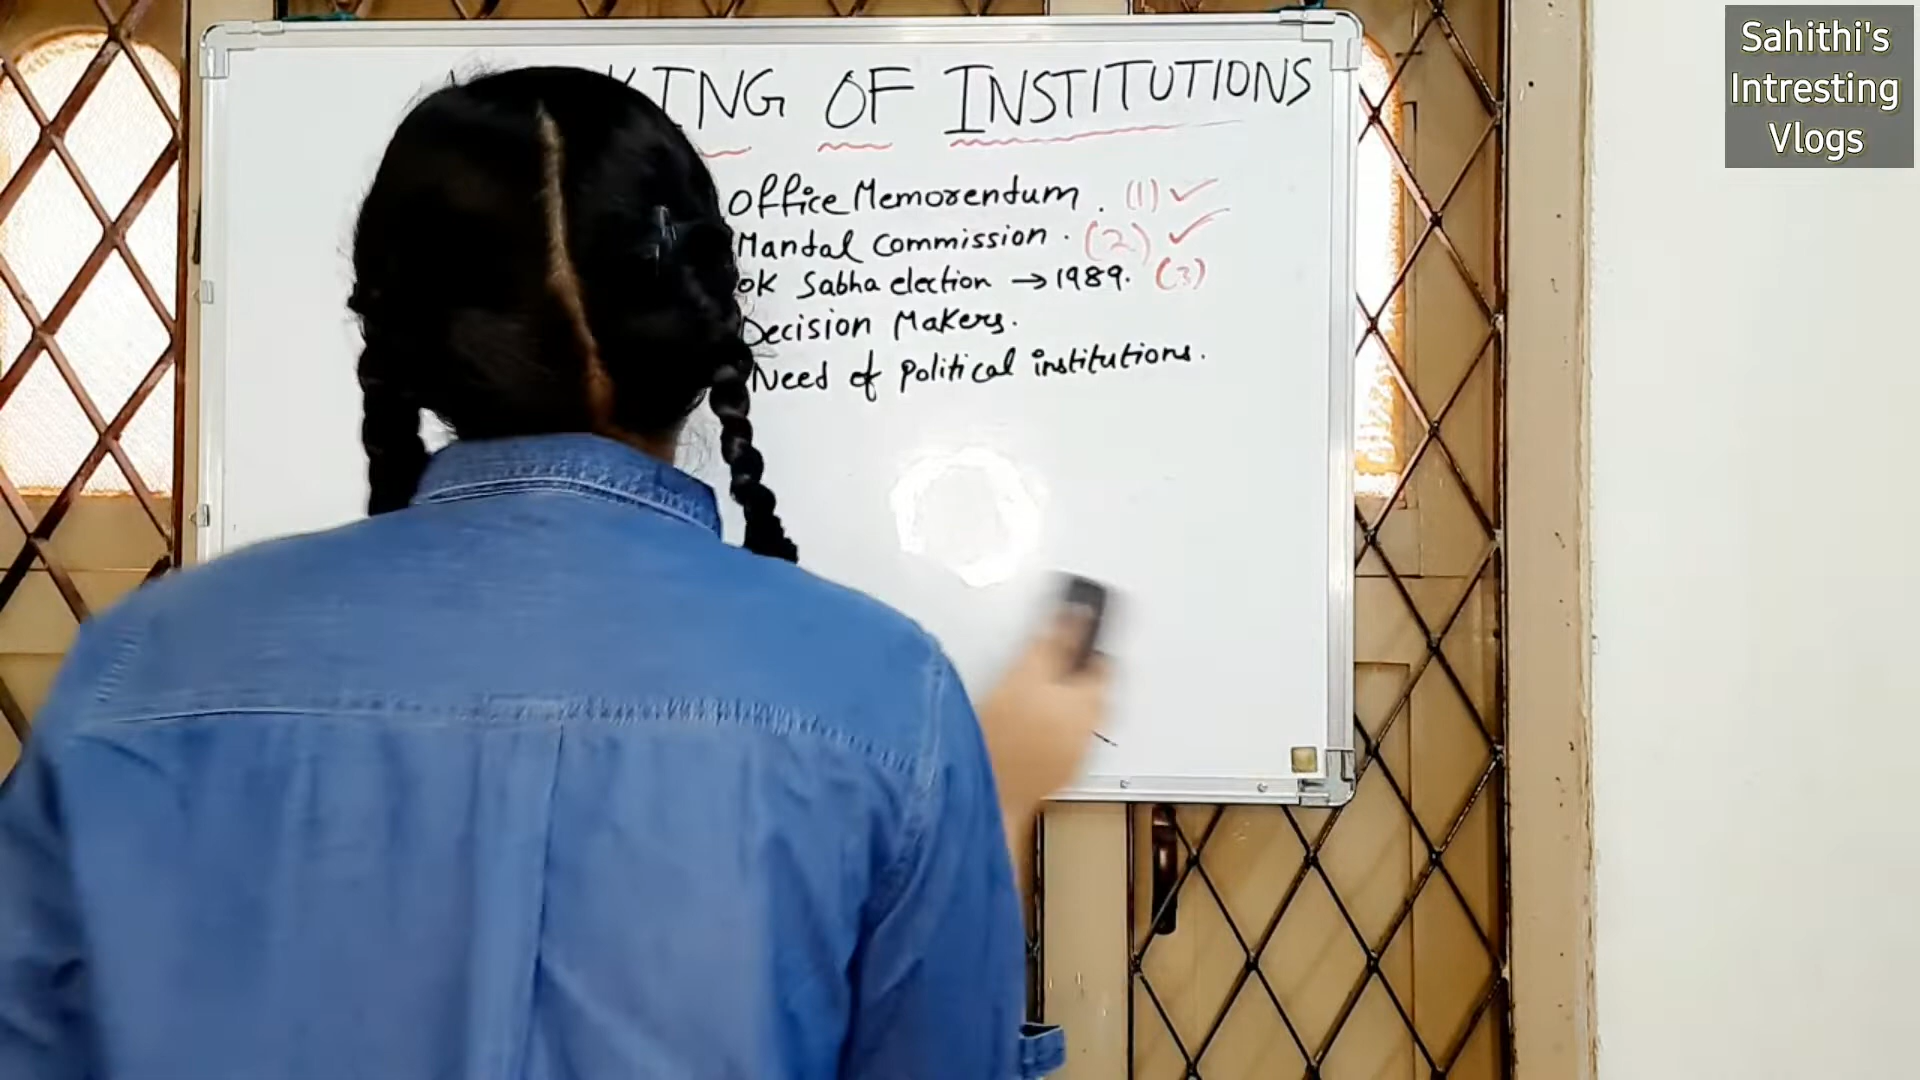 KING OF INSTITUTIONS
Office Memorendum. (1) ✓
Mandal Commission. (2) ✓
ok Sabha election → 1989. (3)
Decision Makers.
Need of Political institutions.
Sahithi's
Intresting
Vlogs